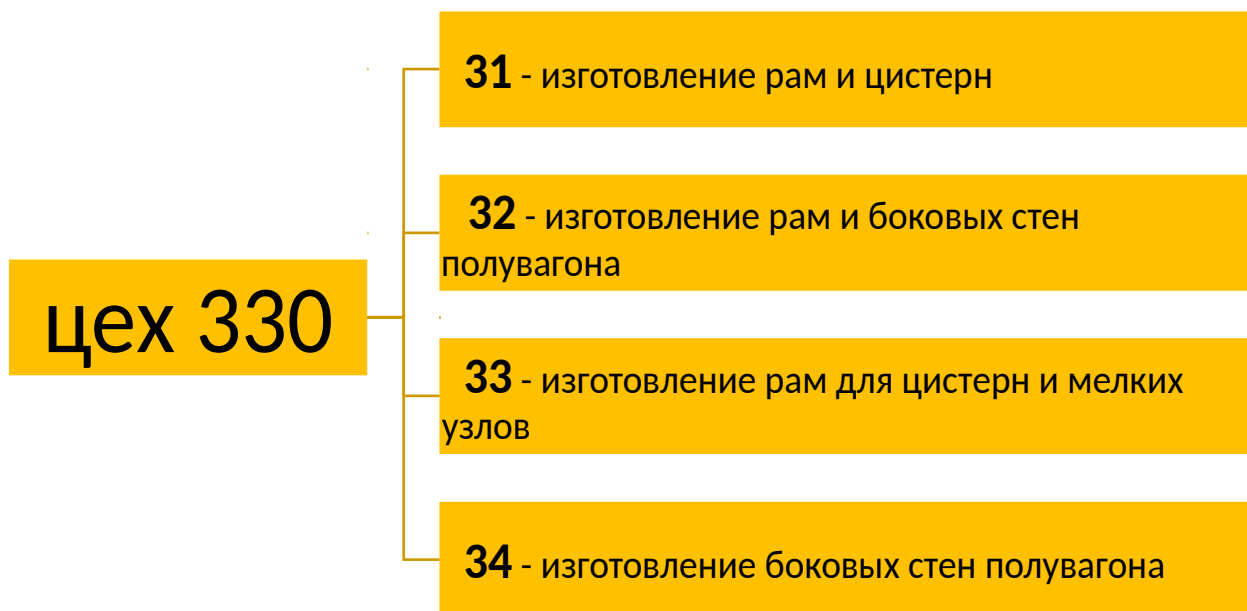 31 - изготовление рам и цистерн
32 - изготовление рам и боковых стен
полувагона
цех 330
33 - изготовление рам для цистерн и мелких
узлов
34 - изготовление боковых стен полувагона